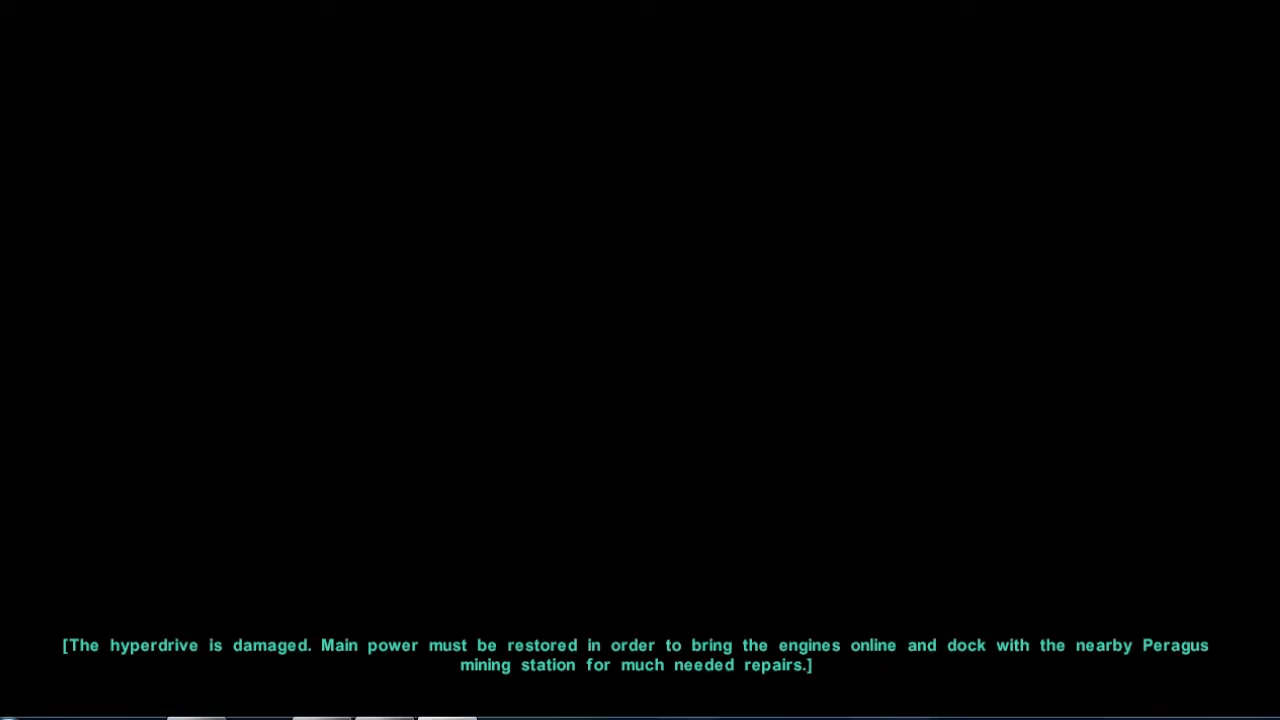 [The hyperdrive is damaged. Main power must be restored in order to bring the engines online and dock with the nearby Peragus
mining station for much needed repairs.]